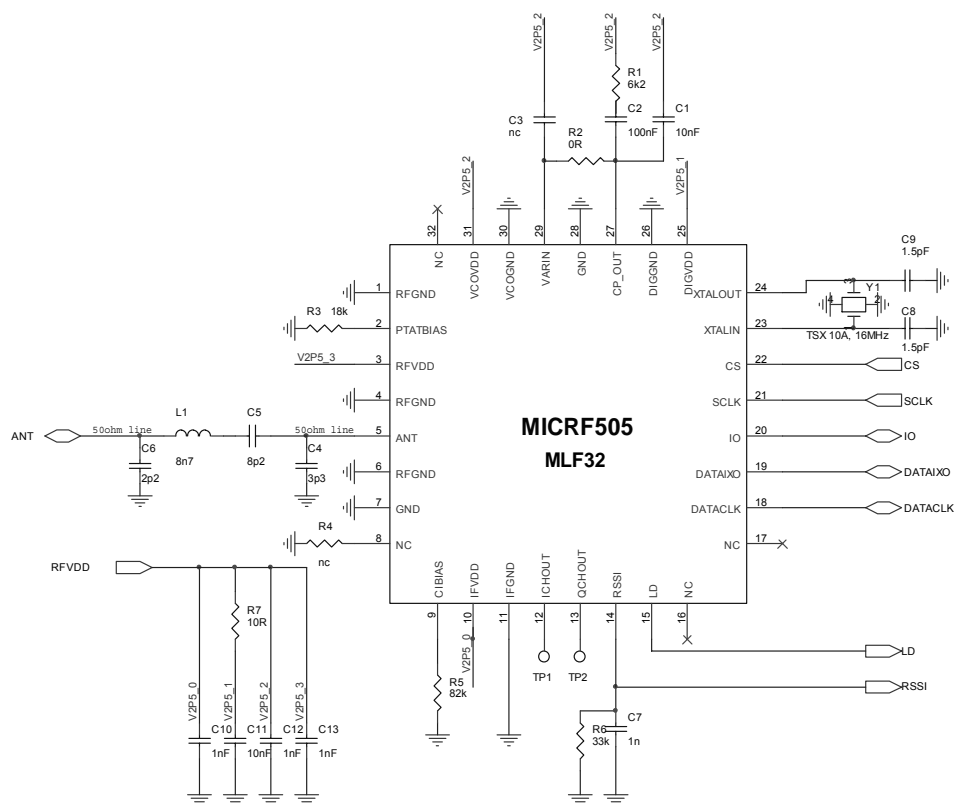 V2P5_2
V2P5_2
V2P5_2
R1
6k2
C3
nc
R2
0R
C2
100nF
C1
10nF
V2P5_2
V2P5_1
32
31
30
29
28
27
26
25
NC
VCOVDD
VCOGND
VARIN
GND
CP_OUT
DIGGND
DIGVDD
C9
1.5pF
1
RFGND
XTALOUT
24
3
Y1
4
2
R3
18k
2
PTATBIAS
XTALIN
23
TSX 10A, 16MHz
C8
1.5pF
V2P5_3
3
RFVDD
CS
22
CS
4
RFGND
SCLK
21
SCLK
MICRF505
MLF32
ANT
50ohm line
L1
8n7
C5
8p2
50ohm line
5
ANT
IO
20
IO
C6
2p2
C4
3p3
6
RFGND
DATAIXO
19
DATAIXO
7
GND
DATACLK
18
DATACLK
R4
nc
8
NC
NC
17
RFVDD
CIBIAS
IFVDD
IFGND
ICHOUT
QCHOUT
RSSI
LD
NC
9
10
11
12
13
14
15
16
R7
10R
V2P5_0
TP1
TP2
LD
R5
82k
RSSI
V2P5_0
V2P5_1
V2P5_2
V2P5_3
C10
1nF
C11
10nF
C12
1nF
C13
1nF
R6
33k
C7
1n